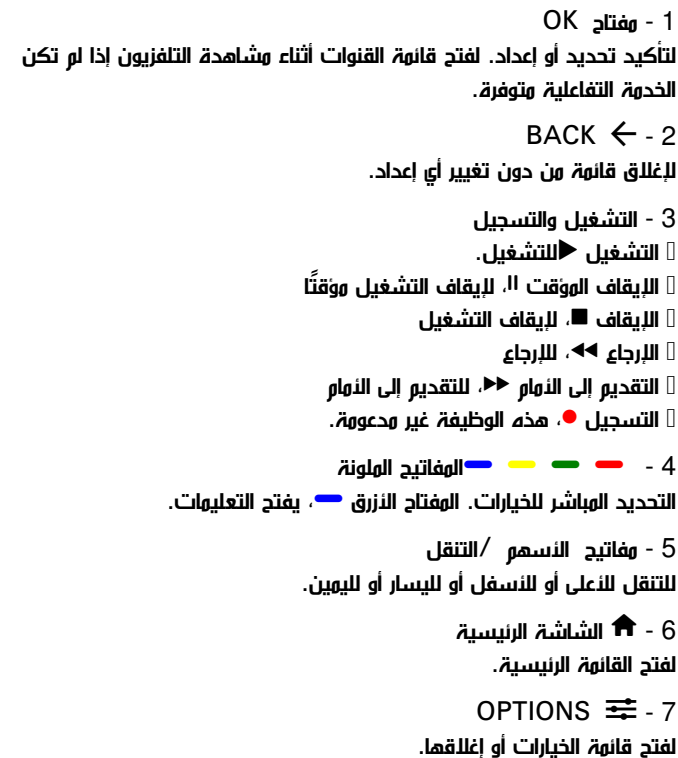 1 - مفتاح OK
لتأكيد تحديد أو إعداد. لفتح قائمة القنوات أثناء مشاهدة التلفزيون إذا لم تكن
الخدمة التفاعلية متوفرة.
2 - ← BACK
لإغلاق قائمة من دون تغيير أي إعداد.
3 - التشغيل والتسجيل
التشغيل ▶للتشغيل.
الإيقاف المؤقت ⏸، لإيقاف التشغيل مؤقتًا
الإيقاف ■، لإيقاف التشغيل
الإرجاع ◀◀، للإرجاع
التقديم إلى الأمام ▶▶، للتقديم إلى الأمام
التسجيل ●، هذه الوظيفة غير مدعومة.
4 - المفاتيح الملونة
التحديد المباشر للخيارات. المفتاح الأزرق ، يفتح التعليمات.
5 - مفاتيح الأسهم /التنقل
للتنقل للأعلى أو للأسفل أو لليسار أو لليمين.
6 - الشاشة الرئيسية
لفتح القائمة الرئيسية.
7 - OPTIONS
لفتح قائمة الخيارات أو إغلاقها.